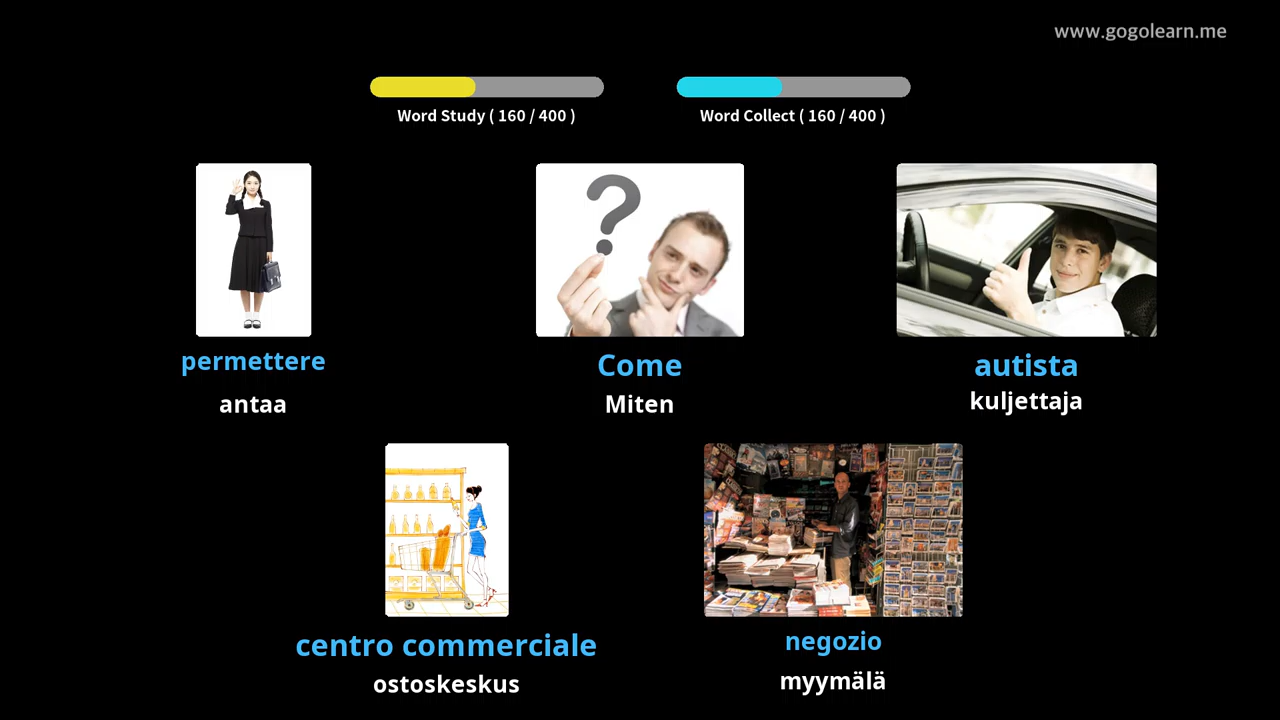 www.gogolearn.me
Word Study ( 160 / 400 )
Word Collect ( 160 / 400 )
permettere
antaa
Come
Miten
autista
kuljettaja
centro commerciale
ostoskeskus
negozio
myymälä